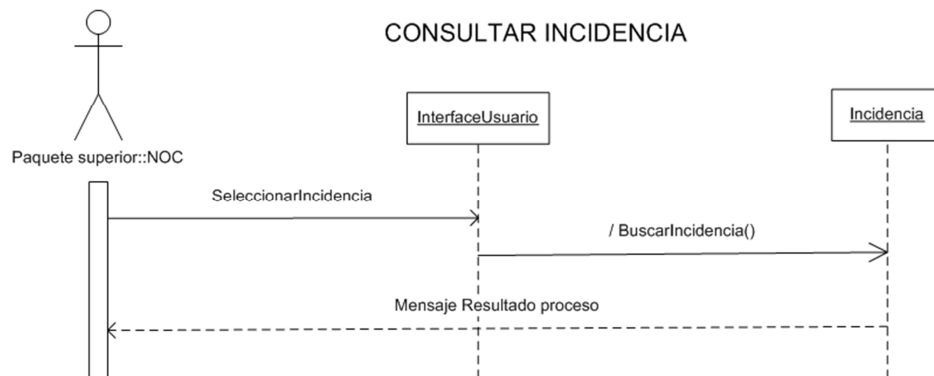 CONSULTAR INCIDENCIA
InterfaceUsuario
Incidencia
Paquete superior::NOC
SeleccionarIncidencia
/ BuscarIncidencia()
Mensaje Resultado proceso